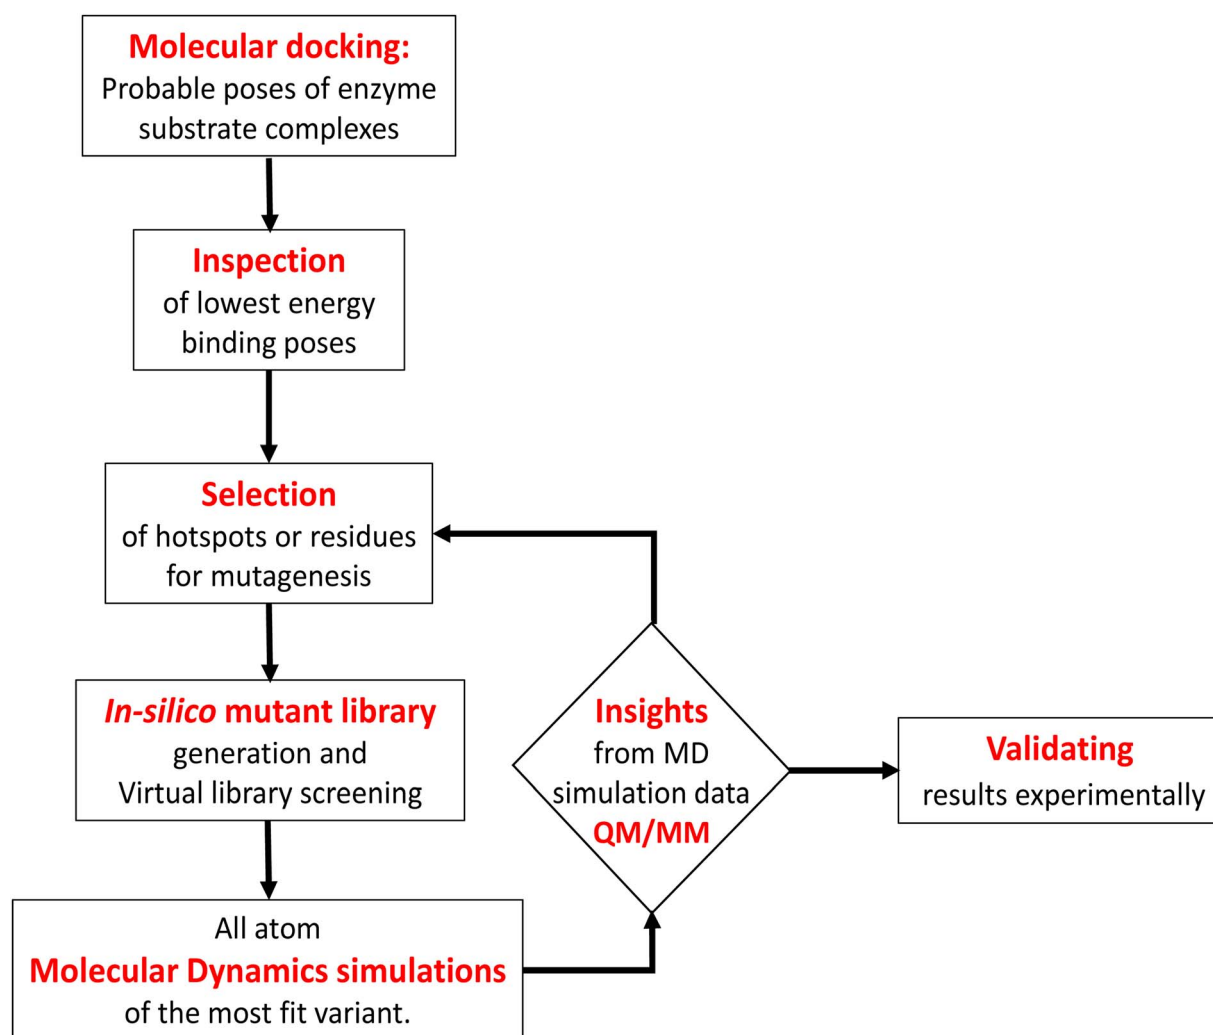 Molecular docking:
Probable poses of enzyme
substrate complexes
Inspection
of lowest energy
binding poses
Selection
of hotspots or residues
for mutagenesis
In-silico mutant library
generation and
Virtual library screening
All atom
Molecular Dynamics simulations
of the most fit variant.
Insights
from MD
simulation data
QM/MM
Validating
results experimentally